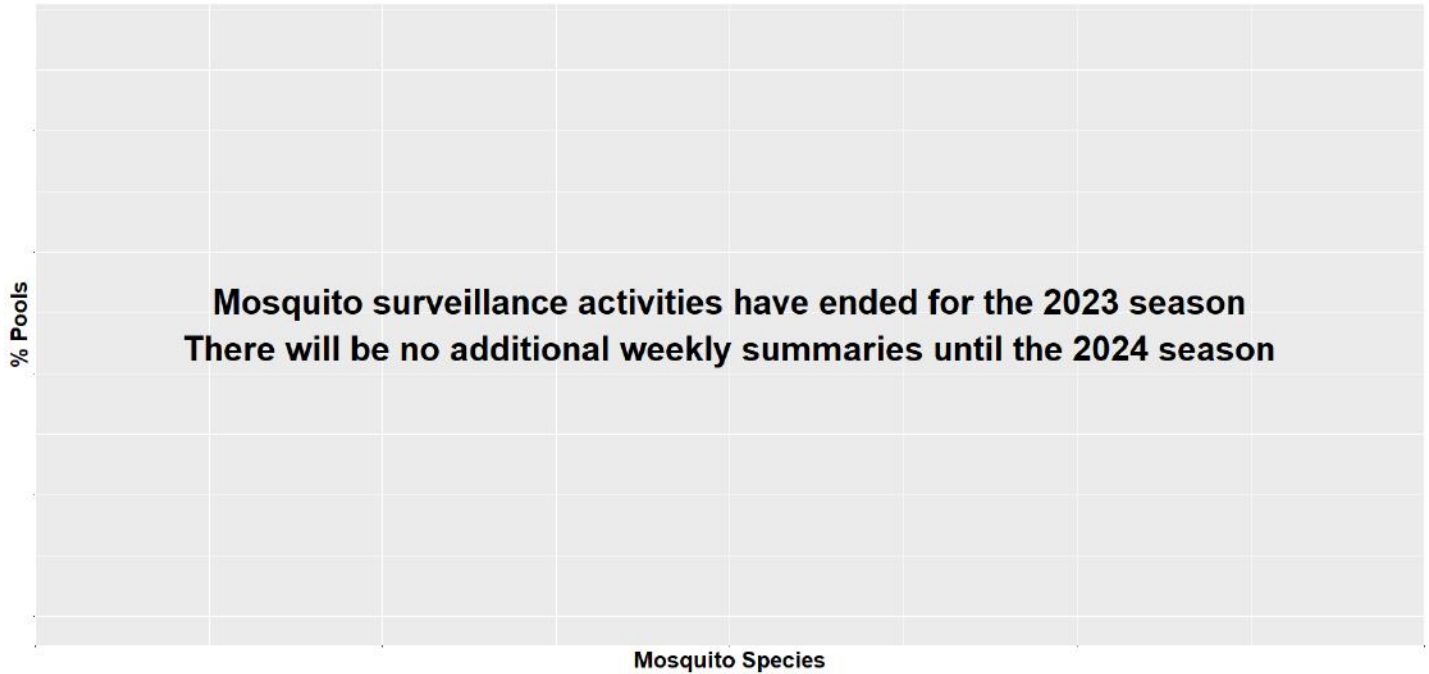 % Pools
Mosquito surveillance activities have ended for the 2023 season
There will be no additional weekly summaries until the 2024 season
Mosquito Species